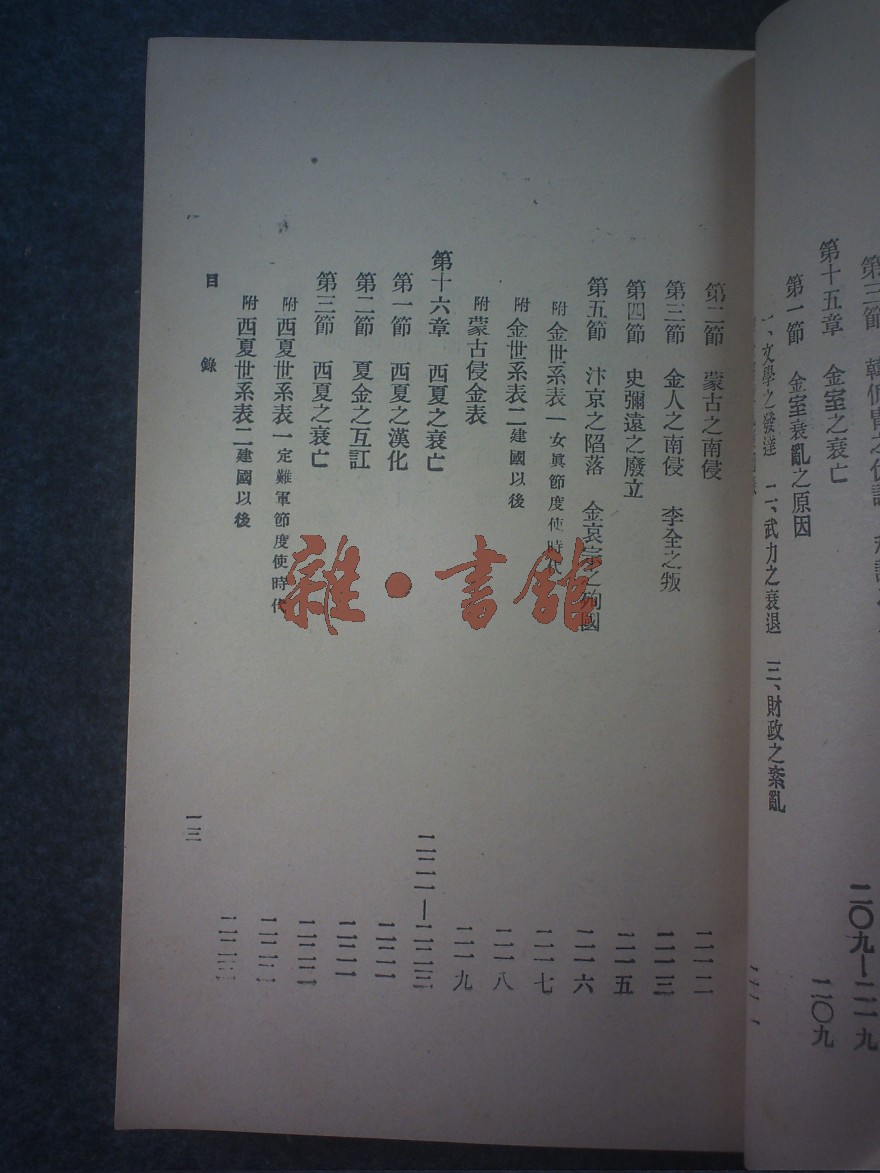 第三節 韓侂胄之伐
第十五章 金室之衰亡 二〇九—二一九
第一節 金室衰亂之原因 二〇九
一、文學之發達 二、武力之衰退 三、財政之紊亂
第二節 蒙古之南侵 二一二
第三節 金人之南侵 李全之叛 二一三
第四節 史彌遠之廢立 二一五
第五節 汴京之陷落 金哀宗之殉國 二一六
附 金世系表一 女眞節度使時代 二一七
附 金世系表二 建國以後 二一八
附 蒙古侵金表 二一九
第十六章 西夏之衰亡 二二一—二二三
第一節 西夏之漢化 二二一
第二節 夏金之互訌 二二一
第三節 西夏之衰亡 二二二
附 西夏世系表一 定難軍節度使時代 二二二
附 西夏世系表二 建國以後 二二三
目錄
一三
雜·書館